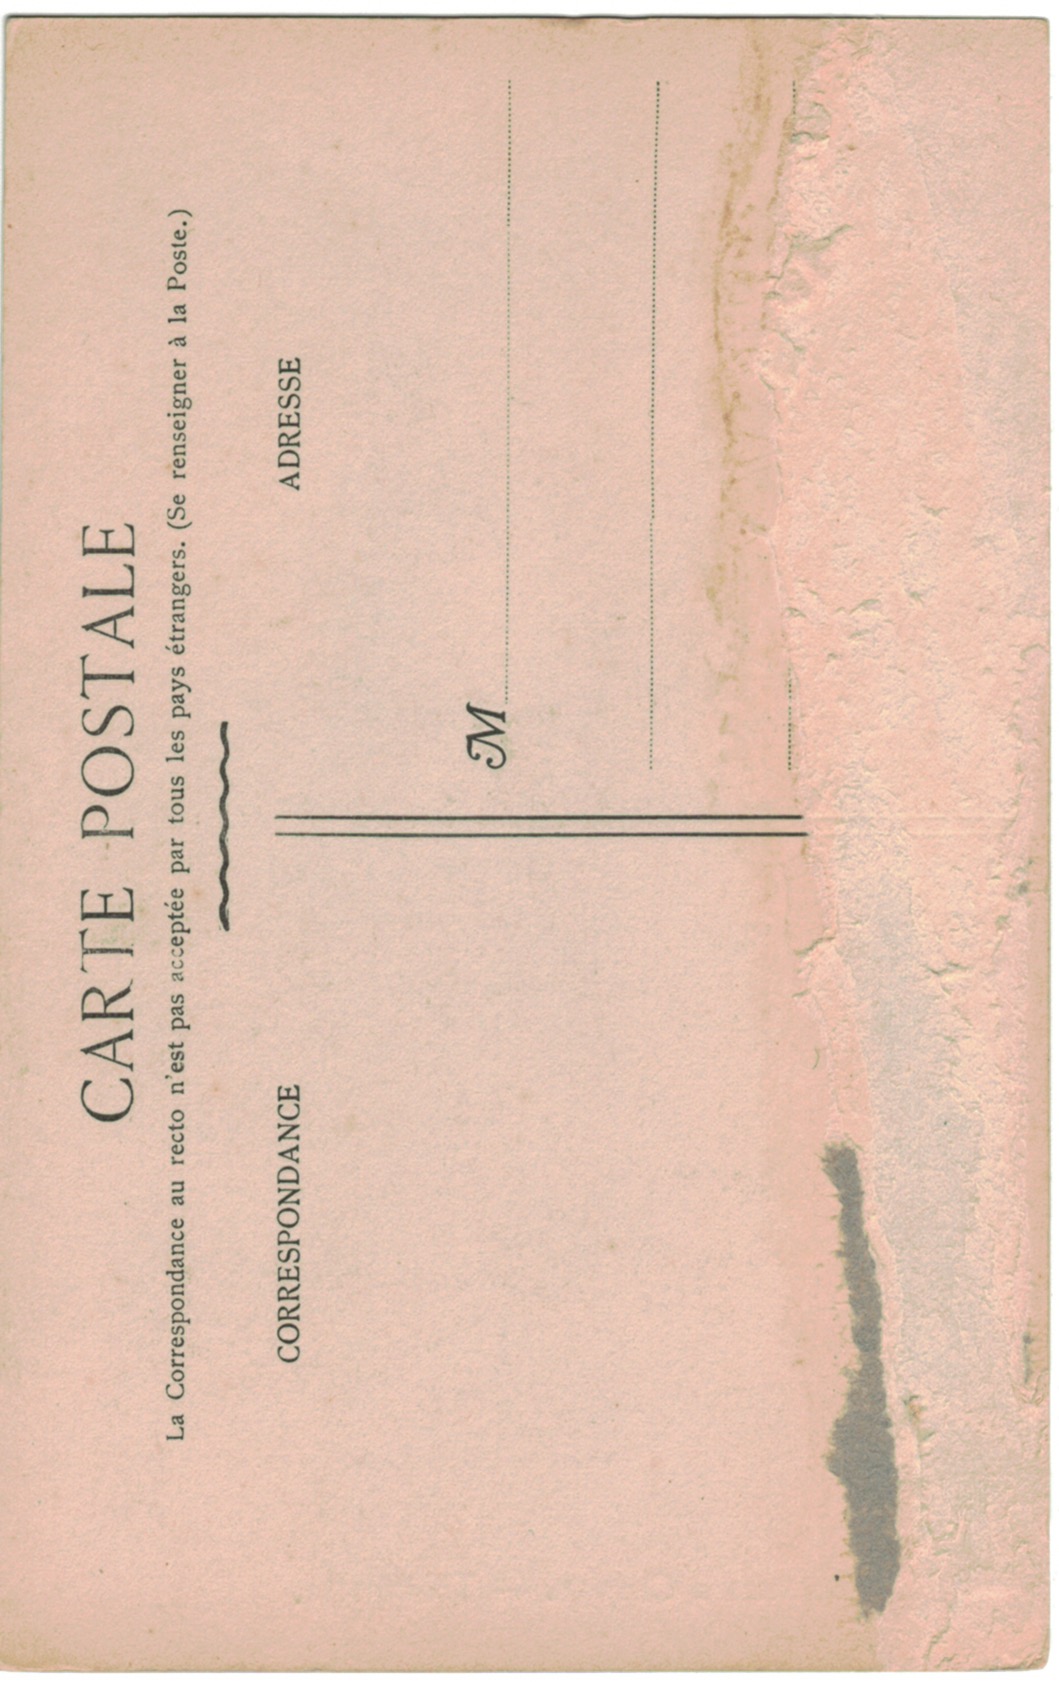 CARTE POSTALE
La Correspondance au recto n'est pas acceptée par tous les pays étrangers. (Se renseigner à la Poste.)
CORRESPONDANCE
ADRESSE
M